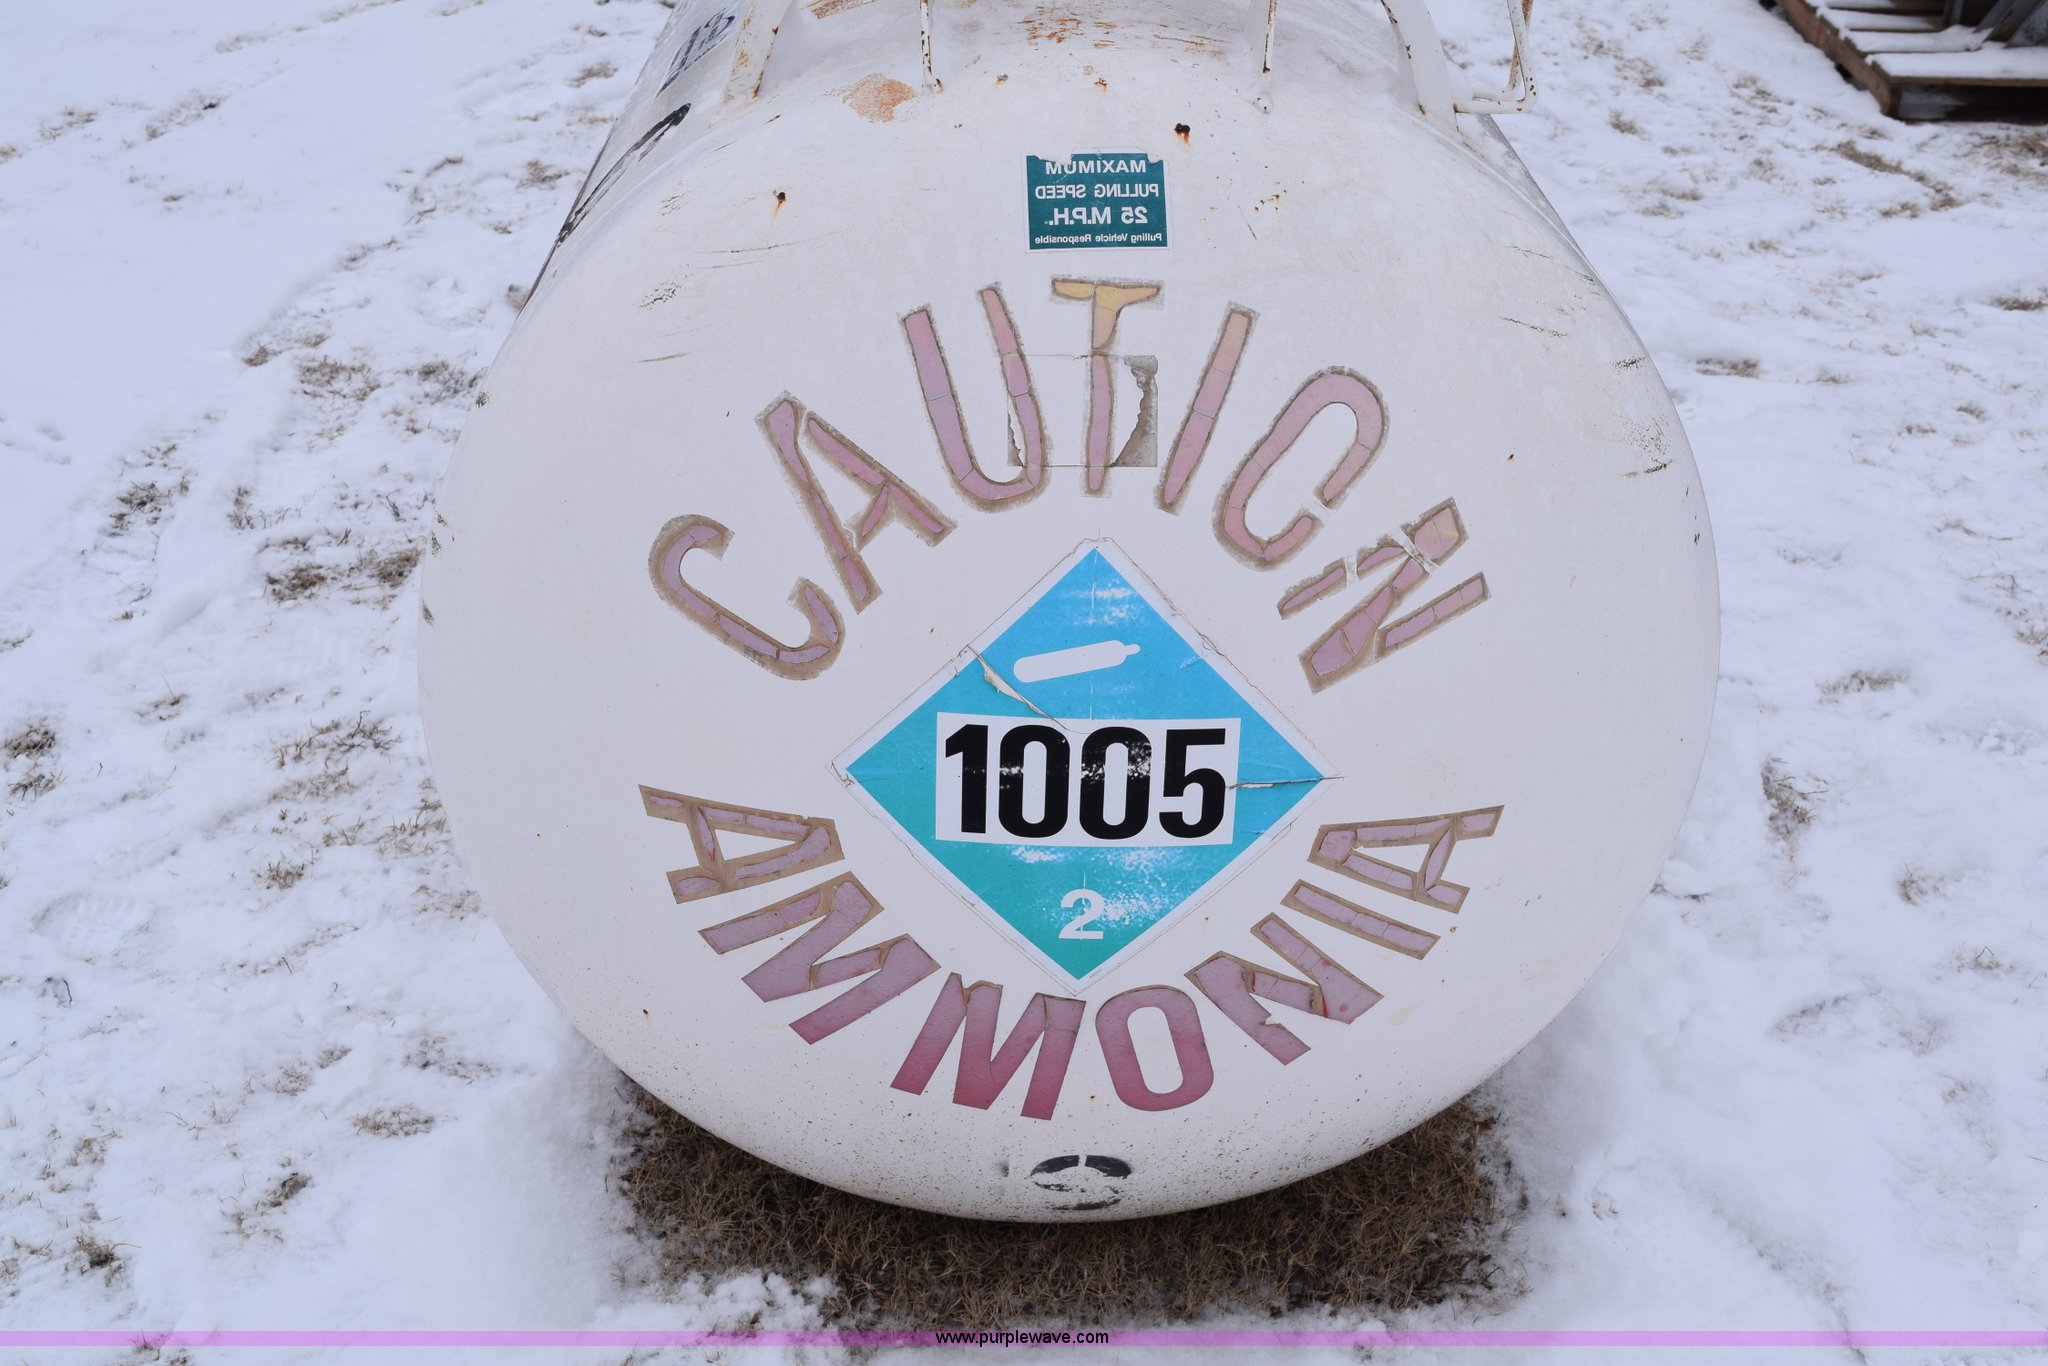 MAXIMUM
PULLING SPEED
25 M.P.H.
Pulling Vehicle Responsible
CAUTION
1005
2
AMMONIA
www.purplewave.com